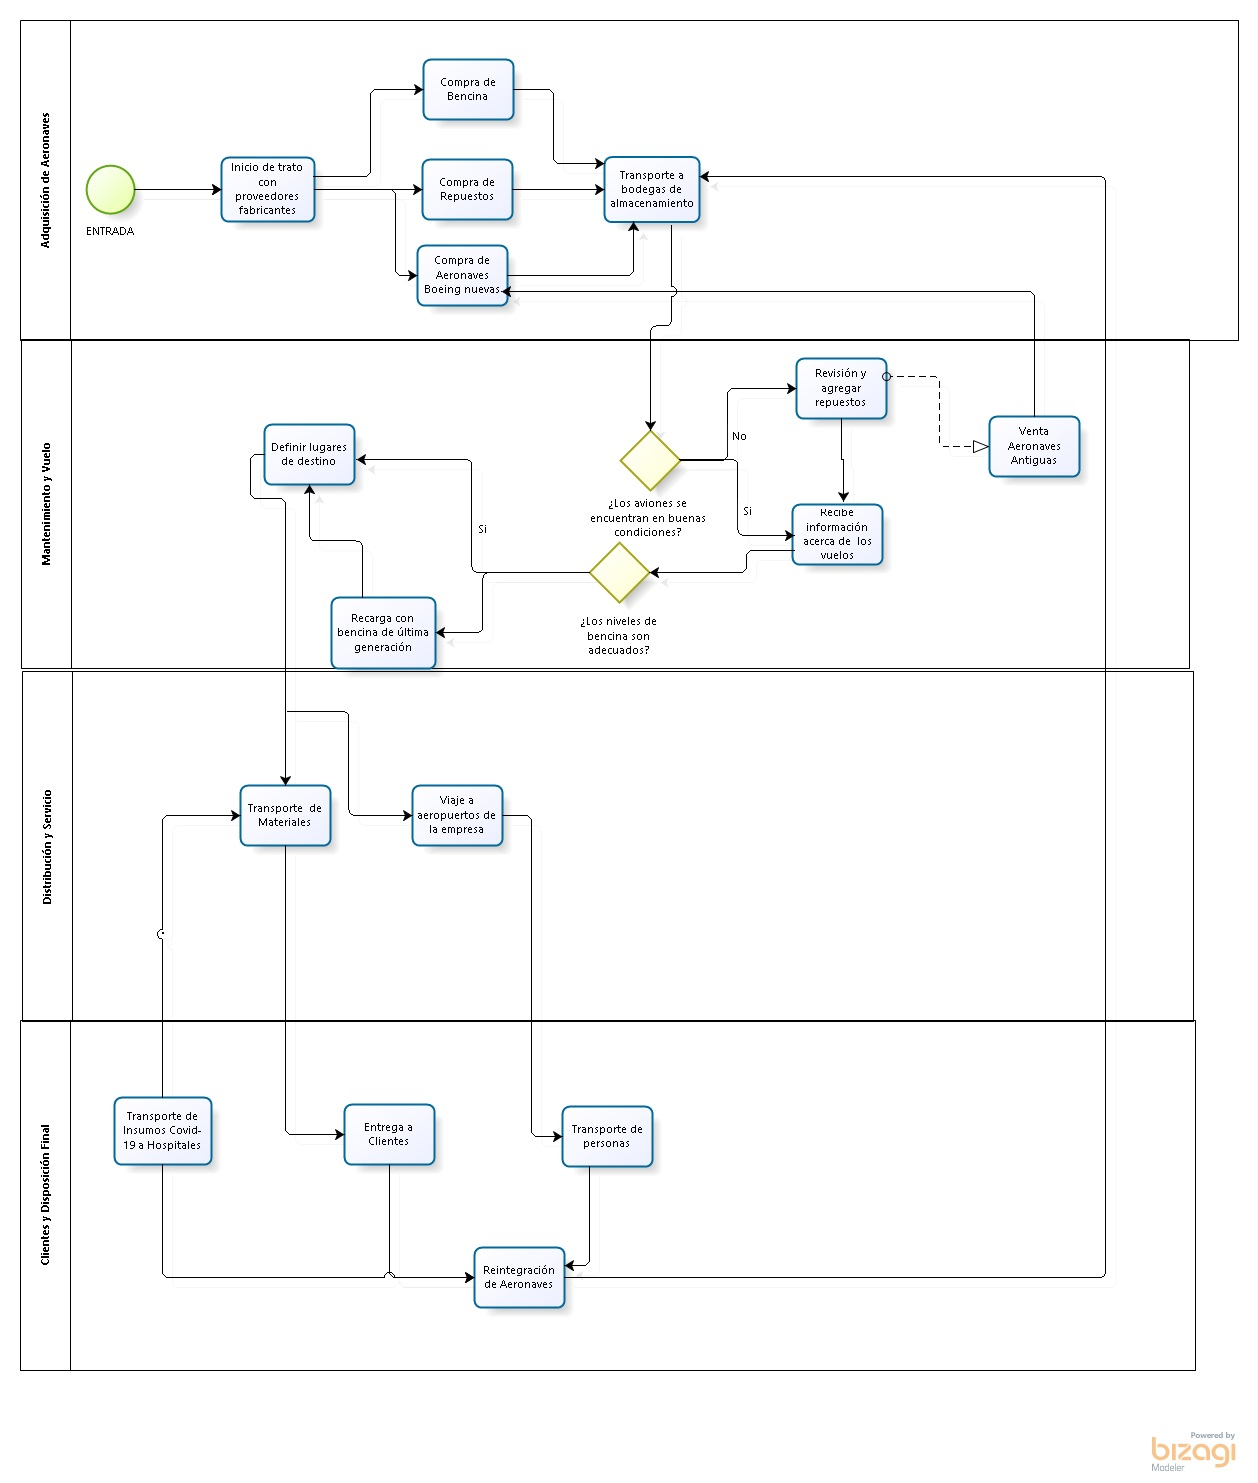 Adquisición de Aeronaves
Compra de
Bencina
Inicio de trato
con
proveedores
fabricantes
Compra de
Repuestos
Transporte a
bodegas de
almacenamiento
ENTRADA
Compra de
Aeronaves
Boeing nuevas
Mantenimiento y Vuelo
Revisión y
agregar
repuestos
No
Venta
Aeronaves
Antiguas
Definir lugares
de destino
¿Los aviones se
encuentran en buenas
condiciones?
Si
Recibe
información
acerca de los
vuelos
Si
Recarga con
bencina de última
generación
¿Los niveles de
bencina son
adecuados?
Distribución y Servicio
Transporte de
Materiales
Viaje a
aeropuertos de
la empresa
Clientes y Disposición Final
Transporte de
Insumos Covid-
19 a Hospitales
Entrega a
Clientes
Transporte de
personas
Reintegración
de Aeronaves
Powered by
bizagi
Modeler